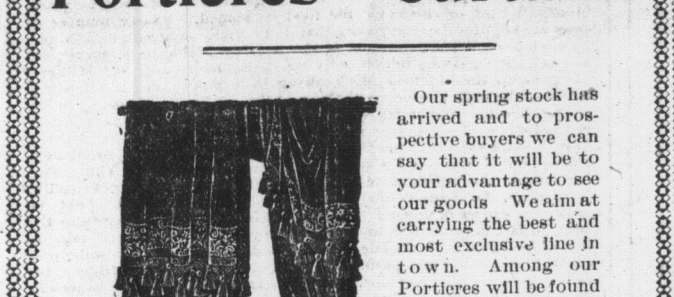 Portieres
Our spring stock has
arrived and to pros-
pective buyers we can
say that it will be to
your advantage to see
our goods We aim at
carrying the best and
most exclusive line in
town. Among our
Portieres will be found